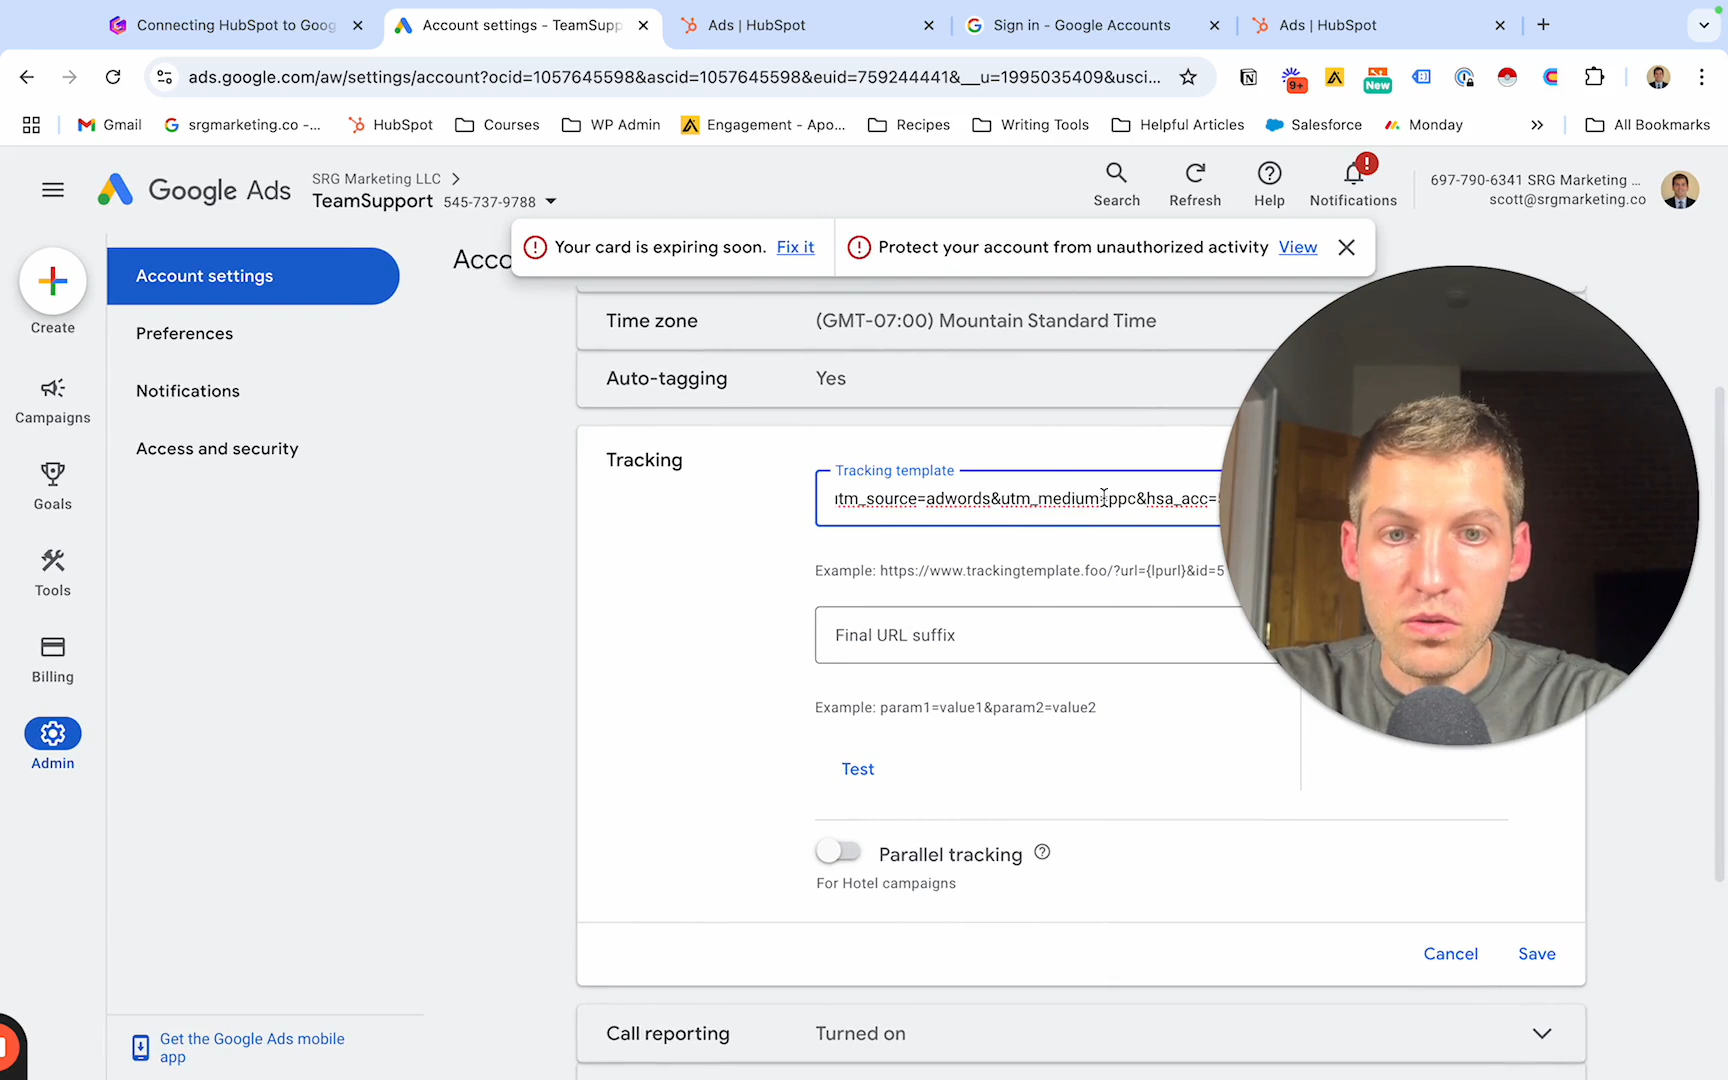 Connecting HubSpot to Goog
Account settings - TeamSupp
Ads | HubSpot
Sign in - Google Accounts
Ads | HubSpot
ads.google.com/aw/settings/account?ocid=1057645598&ascid=1057645598&euid=759244441&__u=1995035409&usci...
9+
New
Gmail
srgmarketing.co -...
HubSpot
Courses
WP Admin
Engagement - Apo...
Recipes
Writing Tools
Helpful Articles
Salesforce
Monday
All Bookmarks
Google Ads
SRG Marketing LLC
TeamSupport 545-737-9788
Search
Refresh
Help
Notifications
697-790-6341 SRG Marketing ...
scott@srgmarketing.co
Your card is expiring soon. Fix it
Protect your account from unauthorized activity View
Create
Campaigns
Goals
Tools
Billing
Admin
Account settings
Preferences
Notifications
Access and security
Get the Google Ads mobile
app
Acco
Time zone (GMT-07:00) Mountain Standard Time
Auto-tagging Yes
Tracking
Tracking template
utm_source=adwords&utm_medium=ppc&hsa_acc=
Example: https://www.trackingtemplate.foo/?url={lpurl}&id=5
Final URL suffix
Example: param1=value1&param2=value2
Test
Parallel tracking
For Hotel campaigns
Cancel
Save
Call reporting Turned on